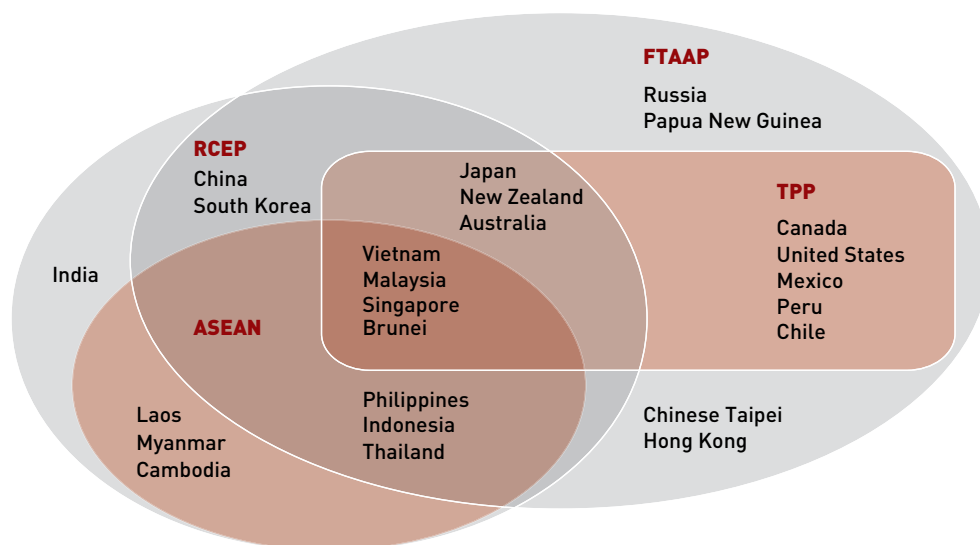 FTAAP
Russia
Papua New Guinea
RCEP
China
South Korea
Japan
New Zealand
Australia
TPP
Canada
United States
Mexico
Peru
Chile
India
Vietnam
Malaysia
Singapore
Brunei
ASEAN
Laos
Myanmar
Cambodia
Philippines
Indonesia
Thailand
Chinese Taipei
Hong Kong